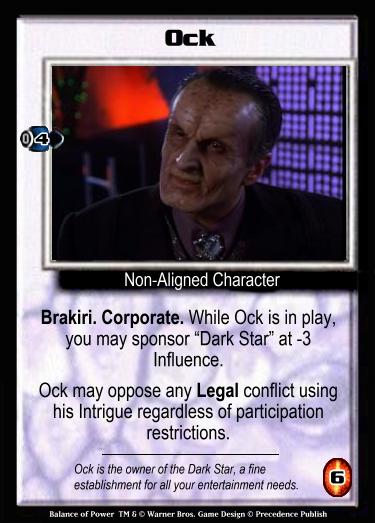 Ock
04
Non-Aligned Character
Brakiri. Corporate. While Ock is in play,
you may sponsor “Dark Star” at -3
Influence.
Ock may oppose any Legal conflict using
his Intrigue regardless of participation
restrictions.
Ock is the owner of the Dark Star, a fine
establishment for all your entertainment needs.
6
Balance of Power TM & © Warner Bros. Game Design © Precedence Publish